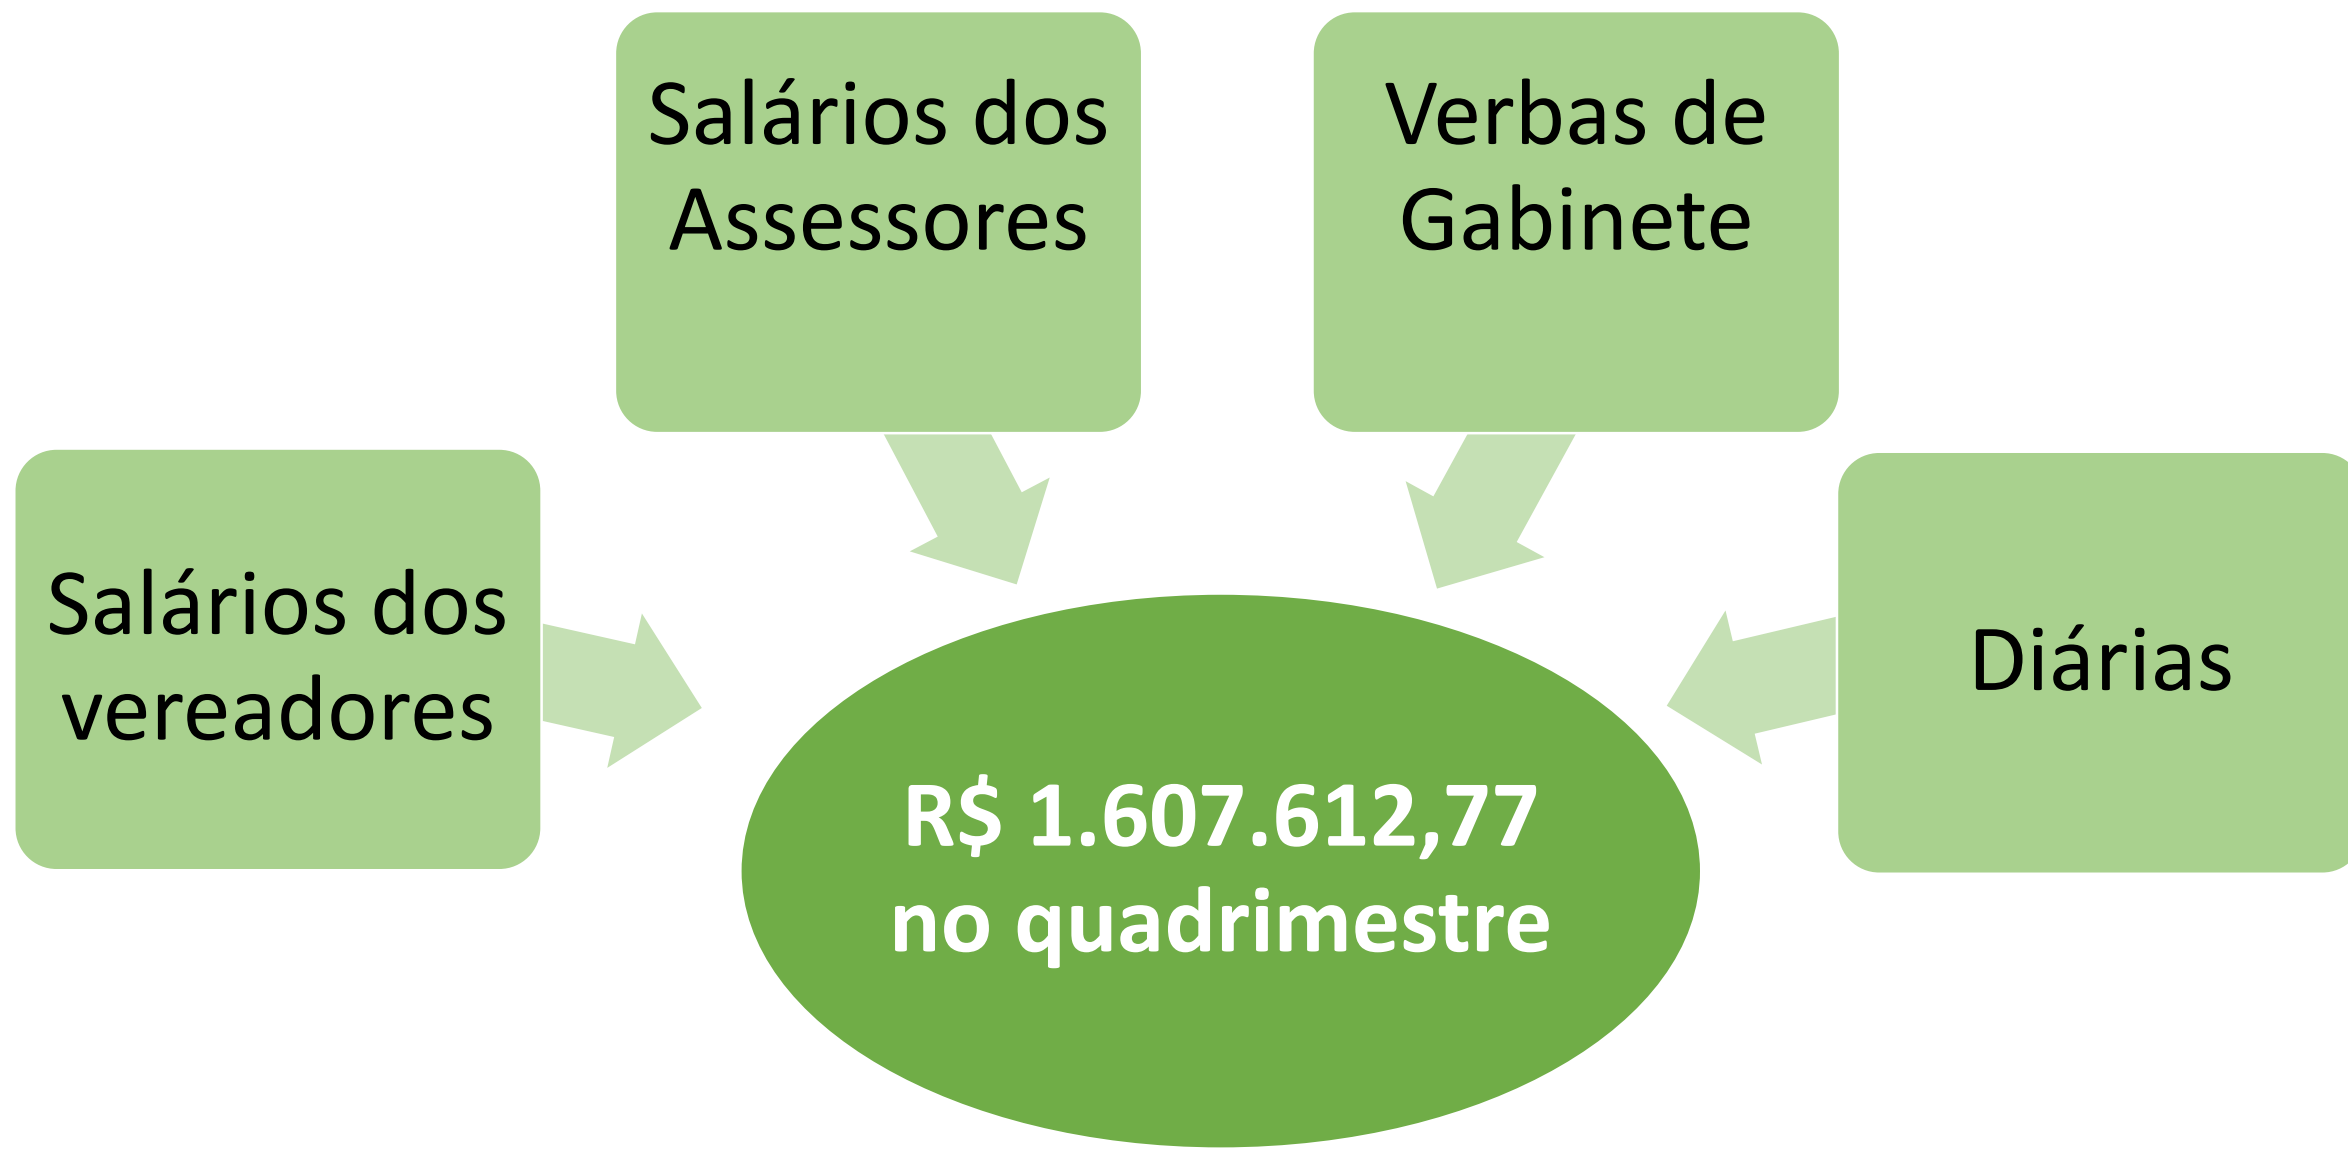 Salários dos
Assessores
Verbas de
Gabinete
Salários dos
vereadores
Diárias
R$ 1.607.612,77
no quadrimestre